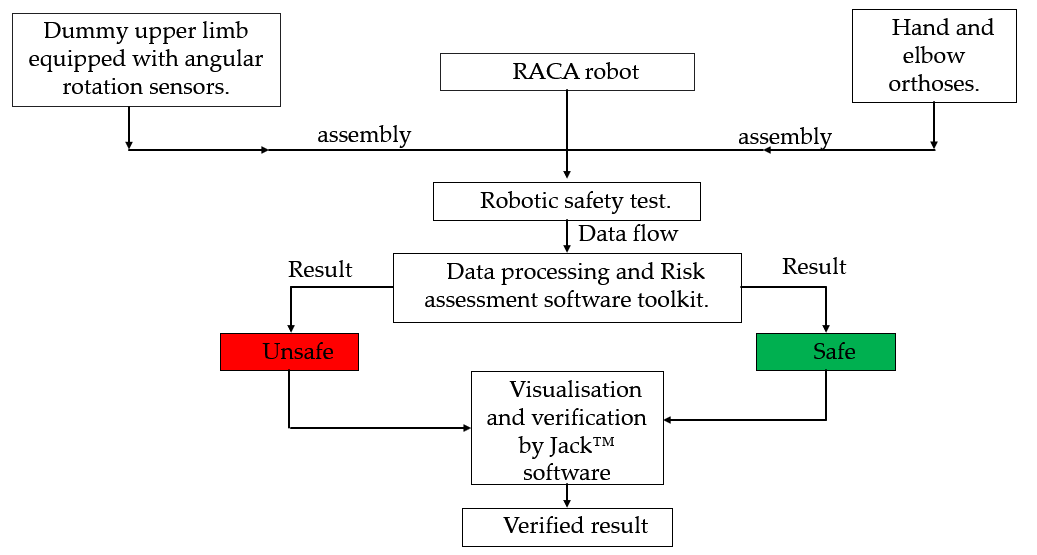 Dummy upper limb
equipped with angular
rotation sensors.
RACA robot
Hand and
elbow
orthoses.
assembly
assembly
Robotic safety test.
Data flow
Result
Data processing and Risk
assessment software toolkit.
Result
Unsafe
Safe
Visualisation
and verification
by Jack™
software
Verified result